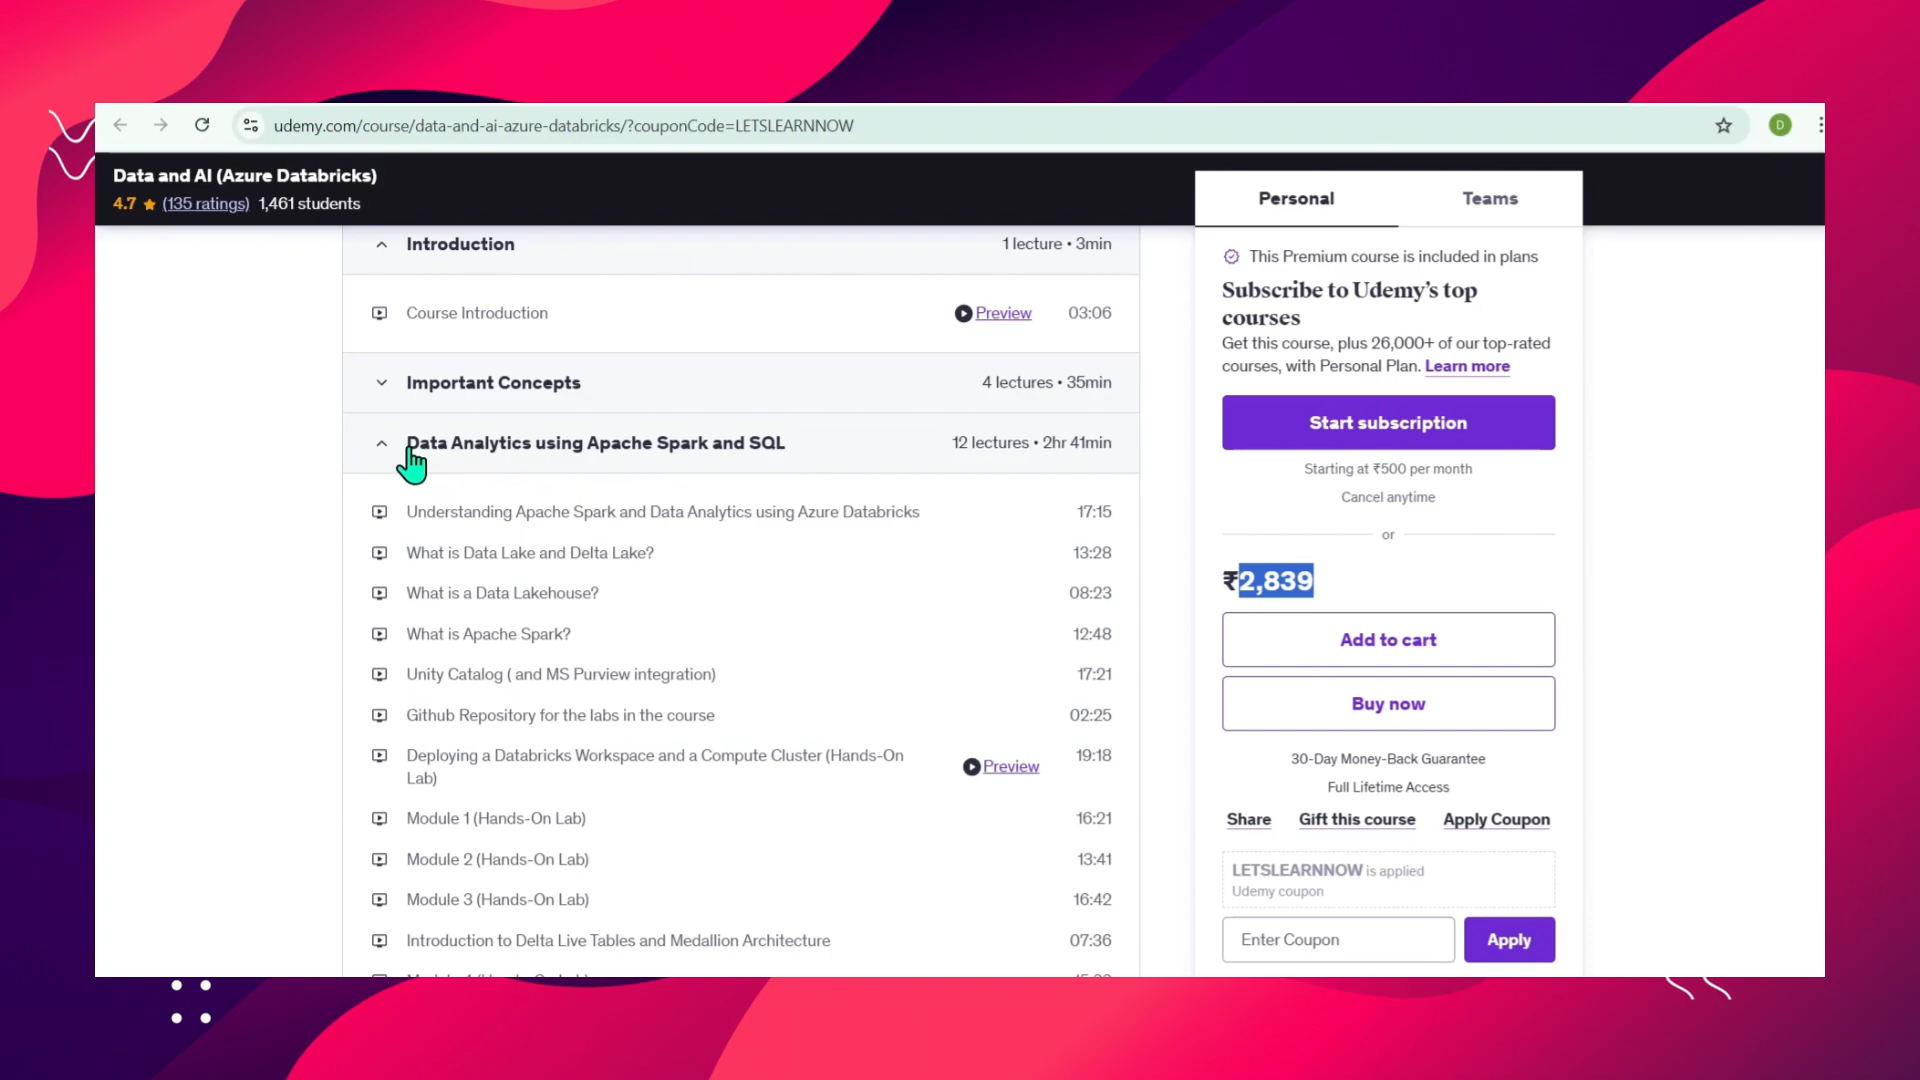 udemy.com/course/data-and-ai-azure-databricks/?couponCode=LETSLEARNNOW
D
Data and AI (Azure Databricks)
4.7 (135 ratings) 1,461 students
Introduction 1 lecture • 3min
Course Introduction Preview 03:06
Important Concepts 4 lectures • 35min
Data Analytics using Apache Spark and SQL 12 lectures • 2hr 41min
Understanding Apache Spark and Data Analytics using Azure Databricks 17:15
What is Data Lake and Delta Lake? 13:28
What is a Data Lakehouse? 08:23
What is Apache Spark? 12:48
Unity Catalog ( and MS Purview integration) 17:21
Github Repository for the labs in the course 02:25
Deploying a Databricks Workspace and a Compute Cluster (Hands-On
Lab)
Preview 19:18
Module 1 (Hands-On Lab) 16:21
Module 2 (Hands-On Lab) 13:41
Module 3 (Hands-On Lab) 16:42
Introduction to Delta Live Tables and Medallion Architecture 07:36
Personal Teams
This Premium course is included in plans
Subscribe to Udemy's top
courses
Get this course, plus 26,000+ of our top-rated
courses, with Personal Plan. Learn more
Start subscription
Starting at ₹500 per month
Cancel anytime
or
₹2,839
Add to cart
Buy now
30-Day Money-Back Guarantee
Full Lifetime Access
Share Gift this course Apply Coupon
LETSLEARNNOW is applied
Udemy coupon
Enter Coupon Apply